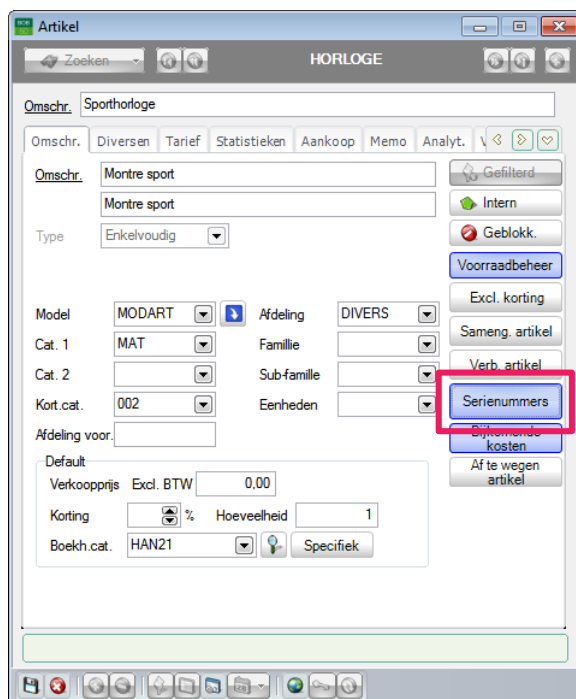 Artikel
Zoeken
HORLOGE
Omschr. Sporthorloge
Omschr. Diversen Tarief Statistieken Aankoop Memo Analyt.
Omschr. Montre sport
Montre sport
Type Enkelvoudig
Gefilterd
Intern
Geblokk.
Voorraadbeheer
Excl. korting
Sameng. artikel
Verb. artikel
Serienummers
Bijkomende
kosten
Af te wegen
artikel
Model MODART Afdeling DIVERS
Cat. 1 MAT Famillie
Cat. 2 Sub-famille
Kort.cat. 002 Eenheden
Afdeling voor.
Default
Verkoopprijs Excl. BTW 0,00
Korting % Hoeveelheid 1
Boekh.cat. HAN21 Specifiek